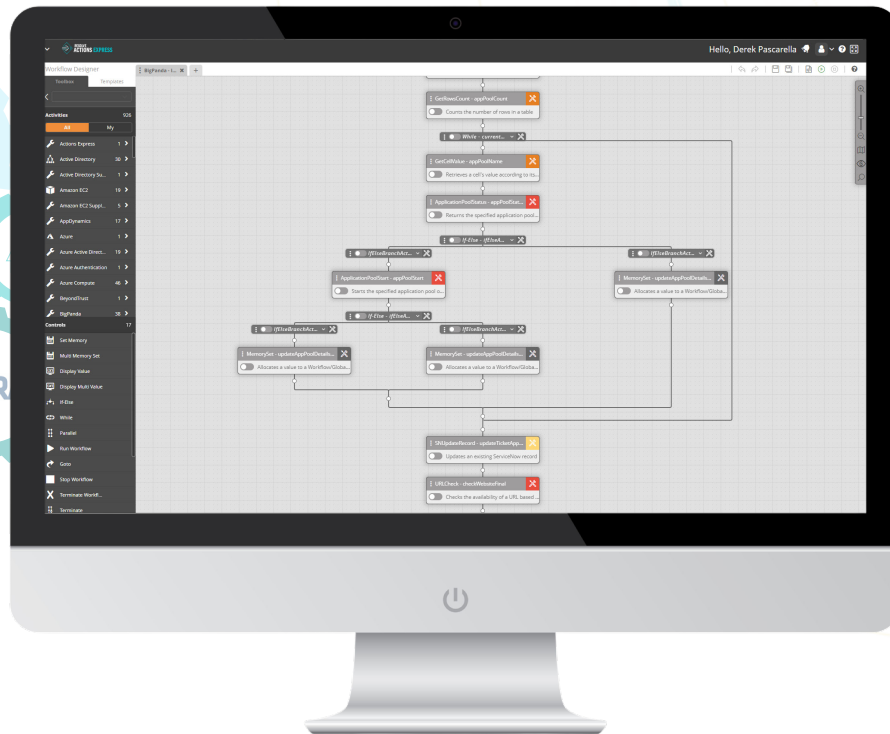 ACTIONS EXPRESS
Hello, Derek Pascarella
Workflow Designer
Toolbox
Templates
BigPanda - i...
Activities 926
All My
Actions Express 1
Active Directory 30
Active Directory Su... 1
Amazon EC2 19
Amazon EC2 Suppt... 5
AppDynamics 17
Azure 1
Azure Active Direct... 19
Azure Authentication 1
Azure Compute 46
BeyondTrust 1
BigPanda 38
Controls 17
Set Memory
Multi Memory Set
Display Value
Display Multi Value
If-Else
While
Parallel
Run Workflow
Goto
Stop Workflow
Terminate Workfl...
Terminate
GetRowsCount - appPoolCount
Counts the number of rows in a table
While - current...
GetCellValue - appPoolName
Retrieves a cell's value according to its...
ApplicationPoolStatus - appPoolStat...
Returns the specified application pool...
If-Else - ifElseA...
IfElseBranchAct...
IfElseBranchAct...
ApplicationPoolStart - appPoolStart
Starts the specified application pool o...
MemorySet - updateAppPoolDetails...
Allocates a value to a Workflow/Globa...
If-Else - ifElseA...
IfElseBranchAct...
IfElseBranchAct...
MemorySet - updateAppPoolDetails...
Allocates a value to a Workflow/Globa...
MemorySet - updateAppPoolDetails...
Allocates a value to a Workflow/Globa...
SNUpdateRecord - updateTicketApp...
Updates an existing ServiceNow record
URLCheck - checkWebsiteFinal
Checks the availability of a URL based ...